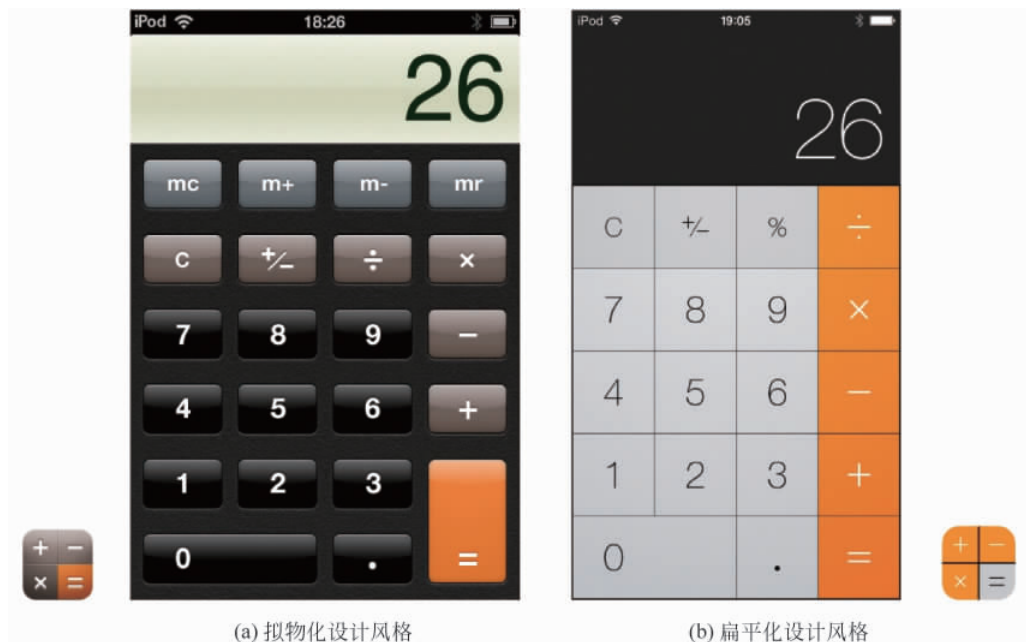 iPod 18:26
26
mc m+ m- mr
C +/− ÷ ×
7 8 9 −
4 5 6 +
1 2 3
0 . =
+ −
× =
(a) 拟物化设计风格
iPod 19:05
26
C +/− % ÷
7 8 9 ×
4 5 6 −
1 2 3 +
0 . =
+ −
× =
(b) 扁平化设计风格